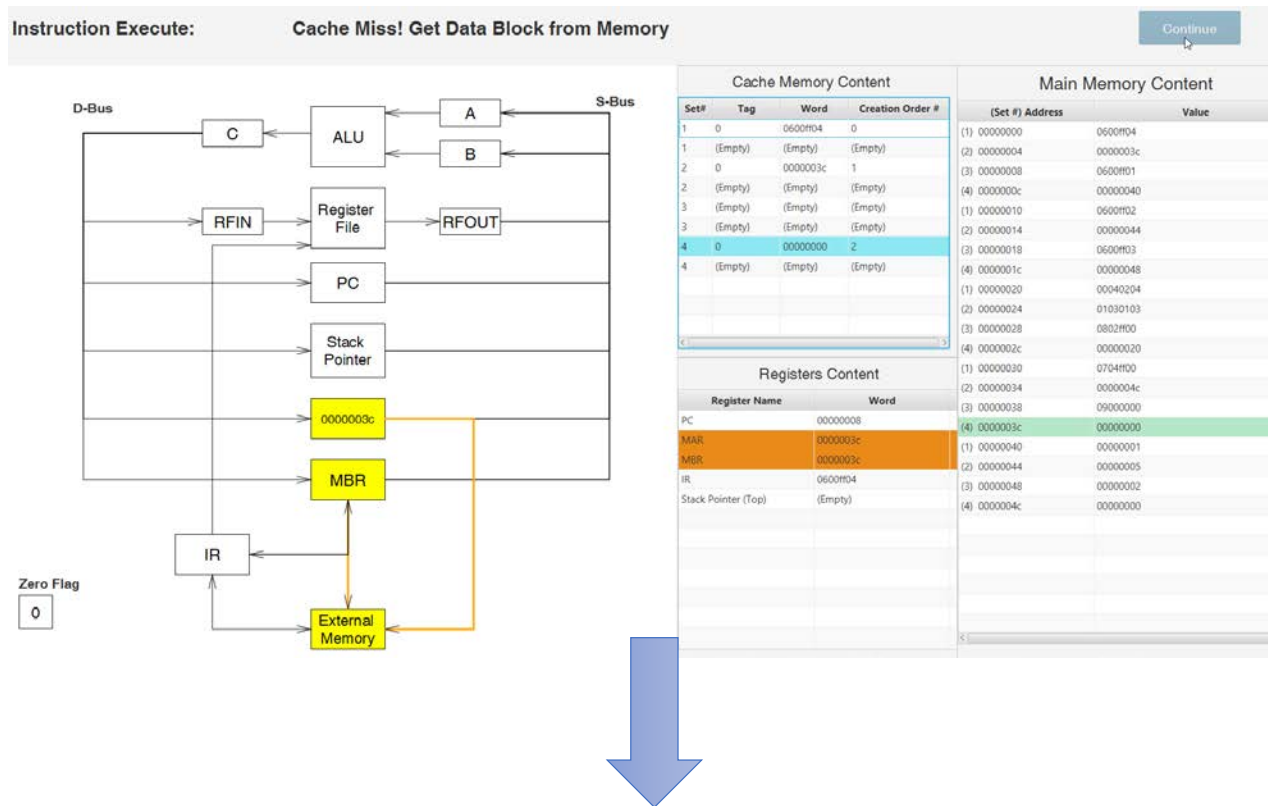 Instruction Execute: Cache Miss! Get Data Block from Memory
Continue
D-Bus
S-Bus
A
C
ALU
B
RFIN
Register
File
RFOUT
PC
Stack
Pointer
0000003c
MBR
IR
Zero Flag
0
External
Memory
Cache Memory Content
Set# Tag Word Creation Order #
1 0 0600ff04 0
1 (Empty) (Empty) (Empty)
2 0 0000003c 1
2 (Empty) (Empty) (Empty)
3 (Empty) (Empty) (Empty)
3 (Empty) (Empty) (Empty)
4 0 00000000 2
4 (Empty) (Empty) (Empty)
Registers Content
Register Name Word
PC 00000008
MAR 0000003c
MBR 0000003c
IR 0600ff04
Stack Pointer (Top) (Empty)
Main Memory Content
(Set #) Address Value
(1) 00000000 0600ff04
(2) 00000004 0000003c
(3) 00000008 0600ff01
(4) 0000000c 00000040
(1) 00000010 0600ff02
(2) 00000014 00000044
(3) 00000018 0600ff03
(4) 0000001c 00000048
(1) 00000020 00040204
(2) 00000024 01030103
(3) 00000028 0802ff00
(4) 0000002c 00000020
(1) 00000030 0704ff00
(2) 00000034 0000004c
(3) 00000038 09000000
(4) 0000003c 00000000
(1) 00000040 00000001
(2) 00000044 00000005
(3) 00000048 00000002
(4) 0000004c 00000000